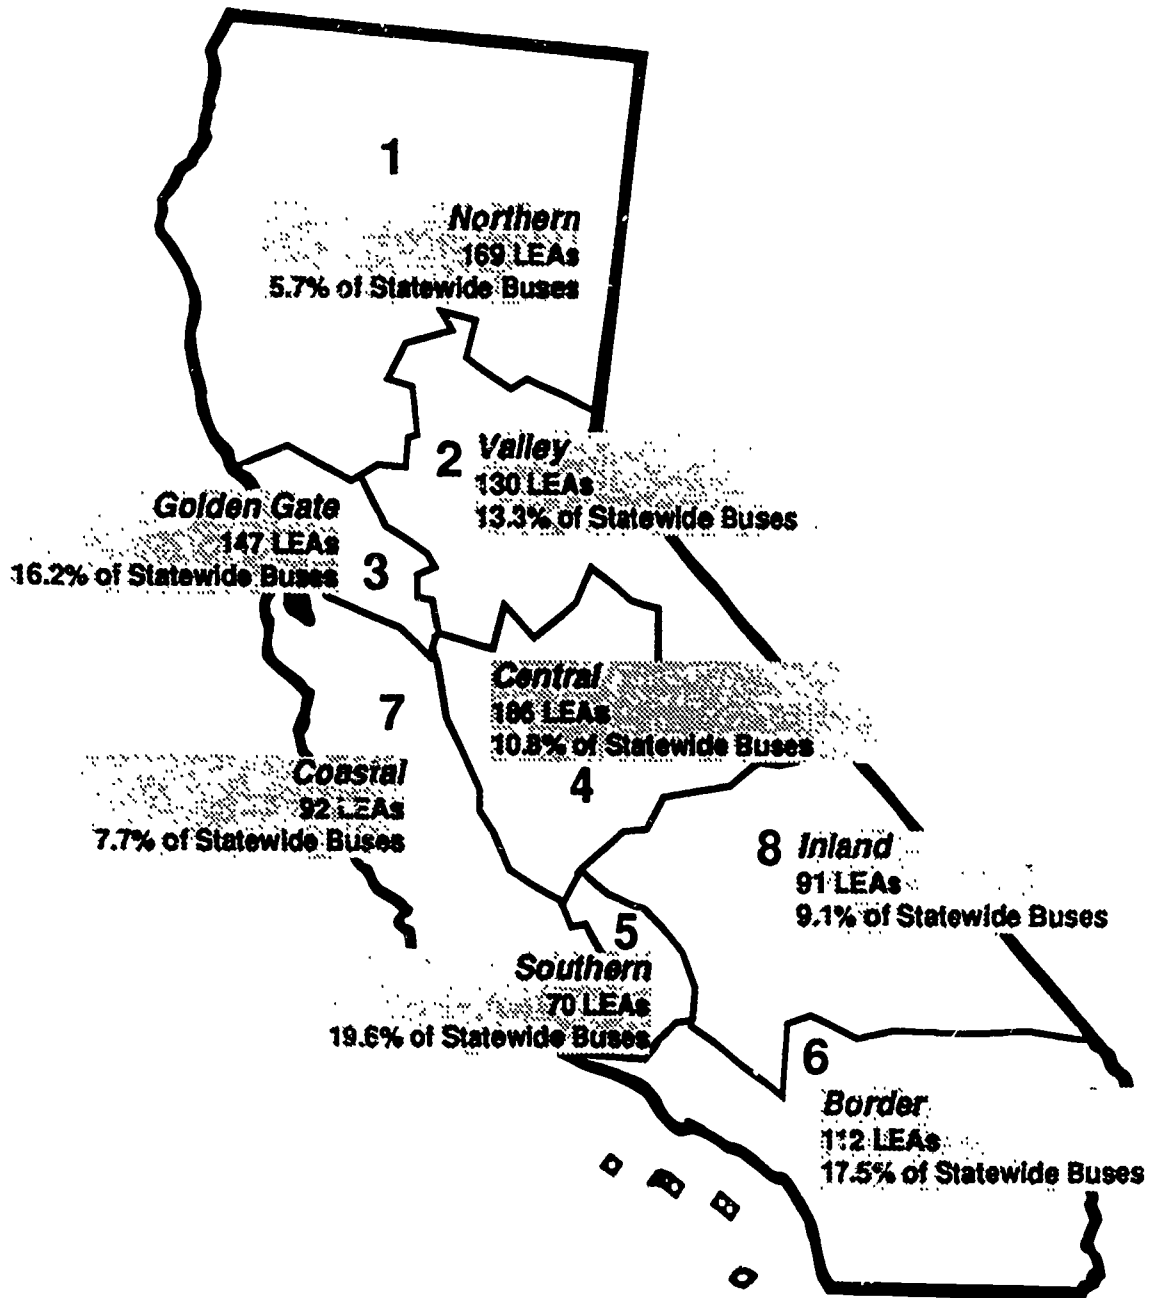 1
Northern
169 LEAs
5.7% of Statewide Buses
2
Valley
130 LEAs
13.3% of Statewide Buses
Golden Gate
147 LEAs
16.2% of Statewide Buses
3
Central
LEAs
10.8% of Statewide Buses
4
7
Coastal
92 LEAs
7.7% of Statewide Buses
8
Inland
91 LEAs
9.1% of Statewide Buses
5
Southern
70 LEAs
19.6% of Statewide Buses
6
Border
112 LEAs
17.5% of Statewide Buses